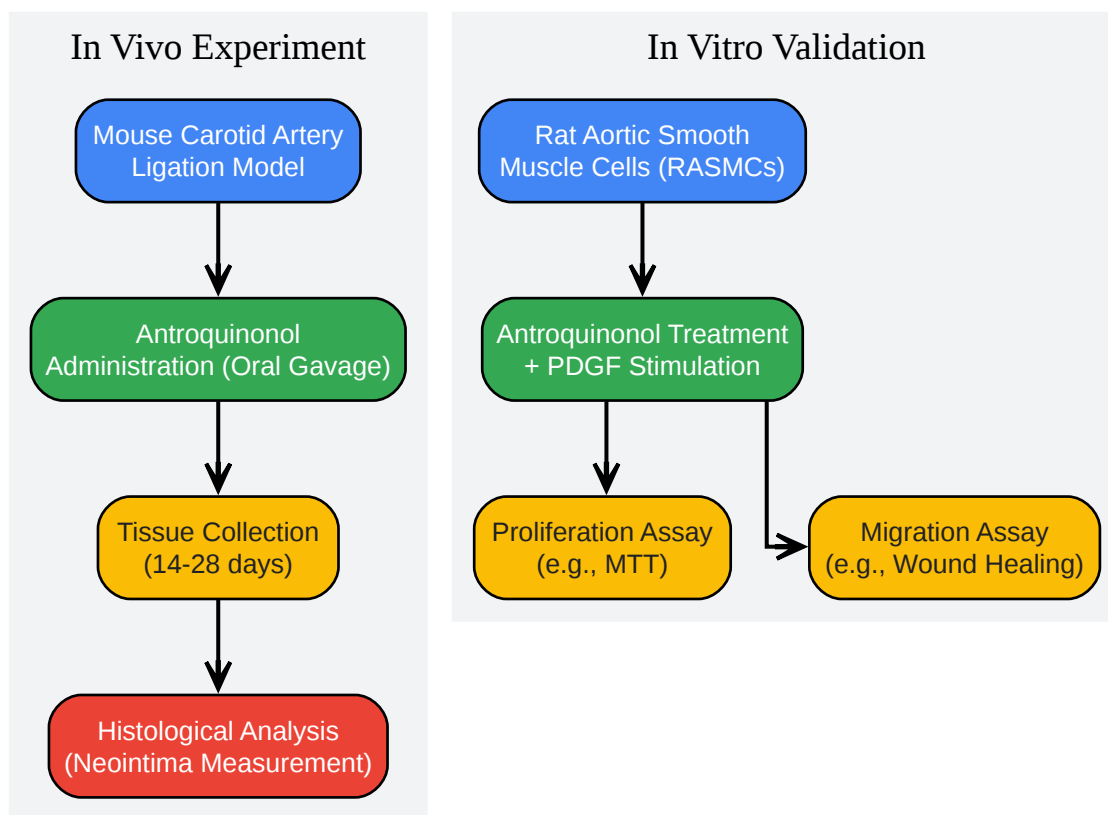 In Vivo Experiment
Mouse Carotid Artery
Ligation Model
Antroquinonol
Administration (Oral Gavage)
Tissue Collection
(14-28 days)
Histological Analysis
(Neointima Measurement)
In Vitro Validation
Rat Aortic Smooth
Muscle Cells (RASMCs)
Antroquinonol Treatment
+ PDGF Stimulation
Proliferation Assay
(e.g., MTT)
Migration Assay
(e.g., Wound Healing)